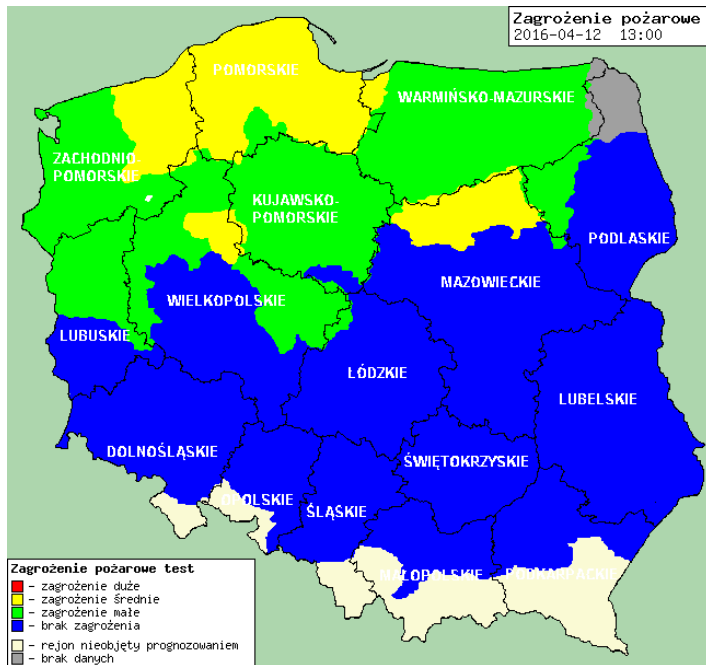 Zagrożenie pożarowe
2016-04-12 13:00
POMORSKIE
WARMIŃSKO-MAZURSKIE
ZACHODNIO-
POMORSKIE
KUJAWSKO-
POMORSKIE
PODLASKIE
MAZOWIECKIE
WIELKOPOLSKIE
LUBUSKIE
ŁÓDZKIE
LUBELSKIE
DOLNOŚLĄSKIE
ŚWIĘTOKRZYSKIE
OPOLSKIE
ŚLĄSKIE
MAŁOPOLSKIE
PODKARPACKIE
Zagrożenie pożarowe test
- zagrożenie duże
- zagrożenie średnie
- zagrożenie małe
- brak zagrożenia
- rejon nieobjęty prognozowaniem
- brak danych